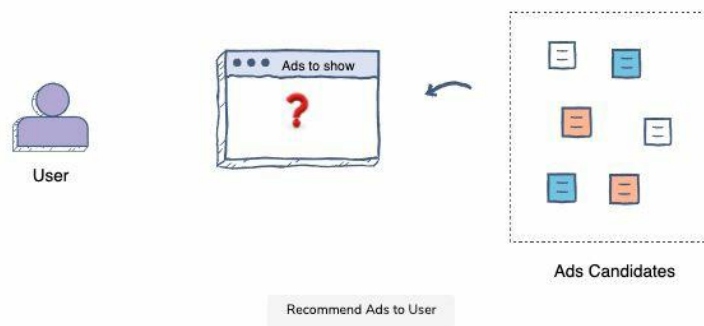 Ads to show
?
User
Ads Candidates
Recommend Ads to User